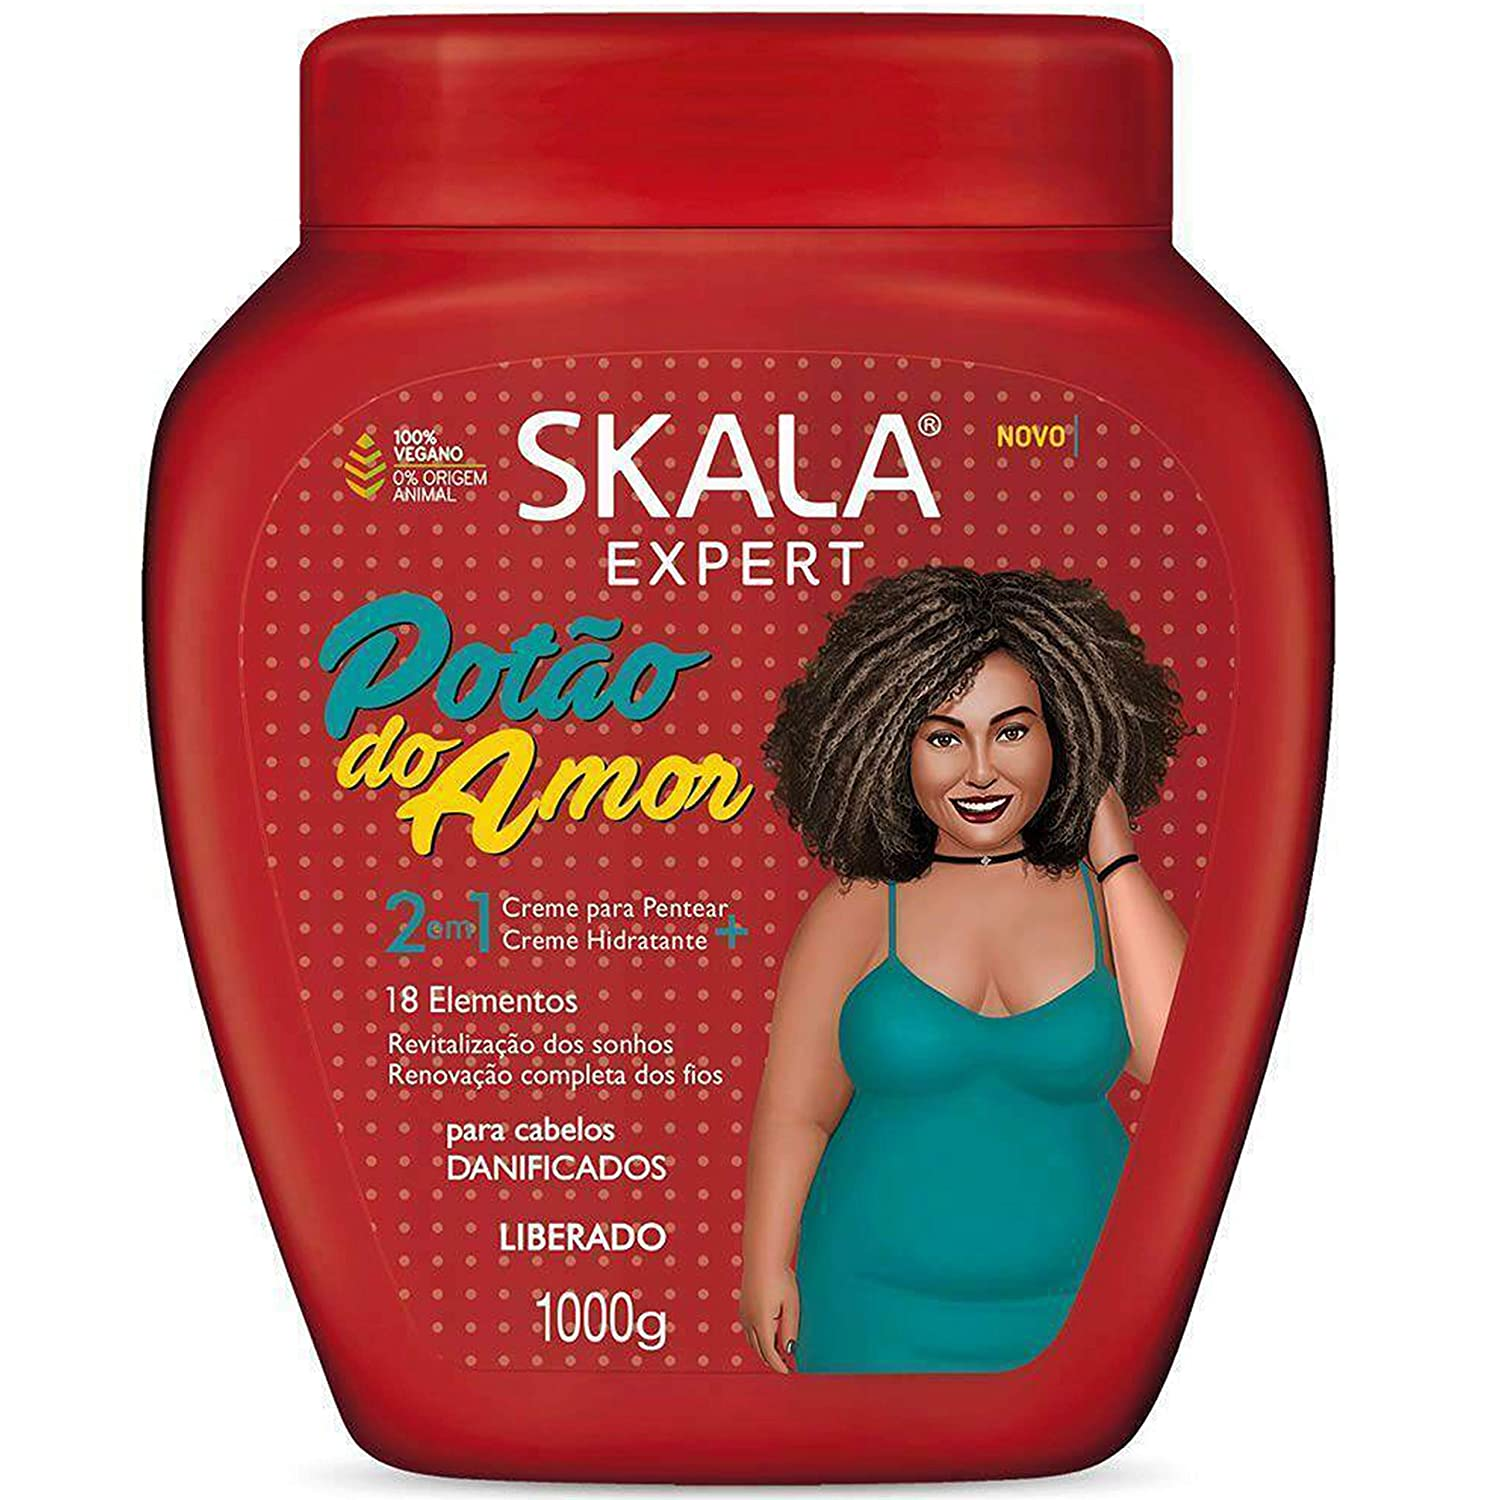 100%
VEGANO
0% ORIGEM
ANIMAL
SKALA®
EXPERT
NOVO
Potão
do Amor
2 em 1
Creme para Pentear
Creme Hidratante +
18 Elementos
Revitalização dos sonhos
Renovação completa dos fios
para cabelos
DANIFICADOS
LIBERADO
1000g